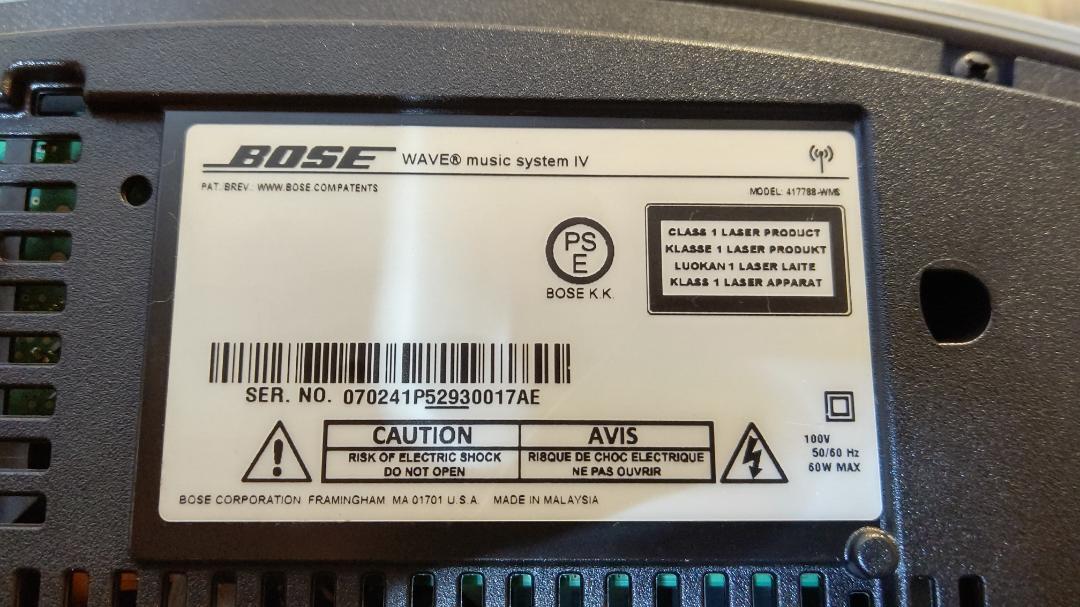 BOSE WAVE® music system IV
PAT. BREV.: WWW.BOSE.COM/PATENTS
MODEL: 417788-WMS
CLASS 1 LASER PRODUCT
KLASSE 1 LASER PRODUKT
LUOKAN 1 LASER LAITE
KLASS 1 LASER APPARAT
PS
E
BOSE K.K.
SER. NO. 070241P52930017AE
CAUTION
RISK OF ELECTRIC SHOCK
DO NOT OPEN
AVIS
RISQUE DE CHOC ELECTRIQUE
NE PAS OUVRIR
100V
50/60 Hz
60W MAX
BOSE CORPORATION FRAMINGHAM MA 01701 U.S.A. MADE IN MALAYSIA